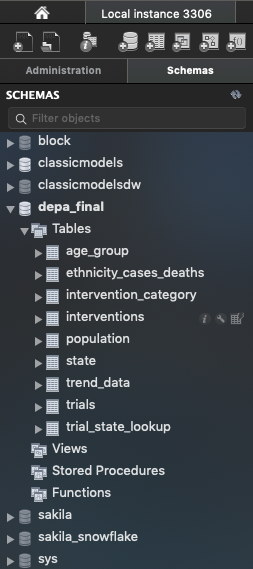 Local instance 3306
Administration
Schemas
SCHEMAS
Filter objects
block
classicmodels
classicmodelsdw
depa_final
Tables
age_group
ethnicity_cases_deaths
intervention_category
interventions
population
state
trend_data
trials
trial_state_lookup
Views
Stored Procedures
Functions
sakila
sakila_snowflake
sys